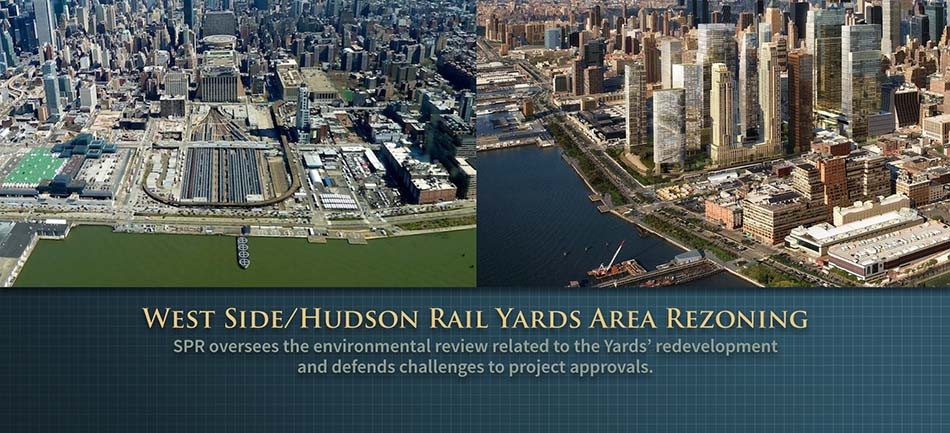 West Side/Hudson Rail Yards Area Rezoning
SPR oversees the environmental review related to the Yards' redevelopment
and defends challenges to project approvals.